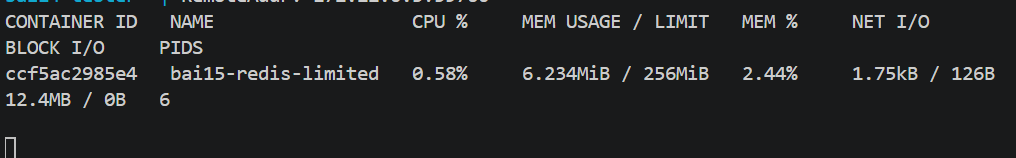 CONTAINER ID   NAME                 CPU %     MEM USAGE / LIMIT   MEM %     NET I/O
BLOCK I/O     PIDS
ccf5ac2985e4   bai15-redis-limited   0.58%     6.234MiB / 256MiB   2.44%     1.75kB / 126B
12.4MB / 0B   6